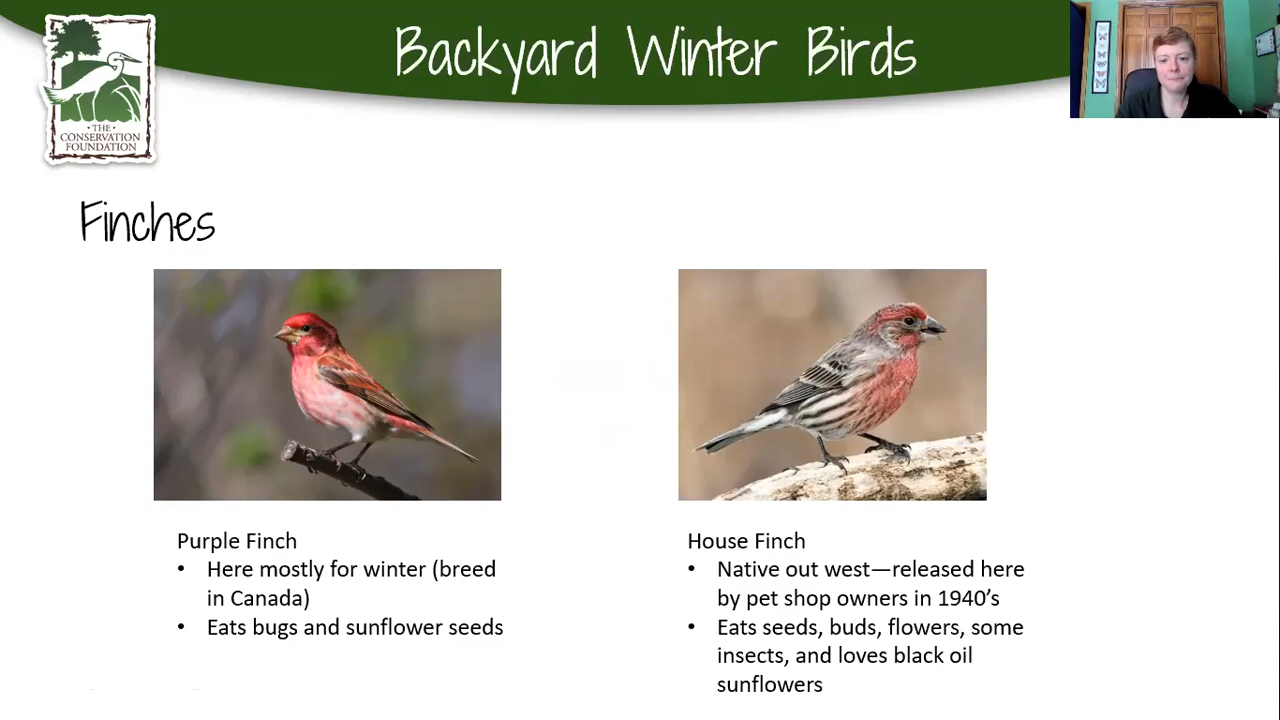 Backyard Winter Birds
• THE •
CONSERVATION
FOUNDATION
Finches
Purple Finch
• Here mostly for winter (breed
in Canada)
• Eats bugs and sunflower seeds
House Finch
• Native out west—released here
by pet shop owners in 1940’s
• Eats seeds, buds, flowers, some
insects, and loves black oil
sunflowers